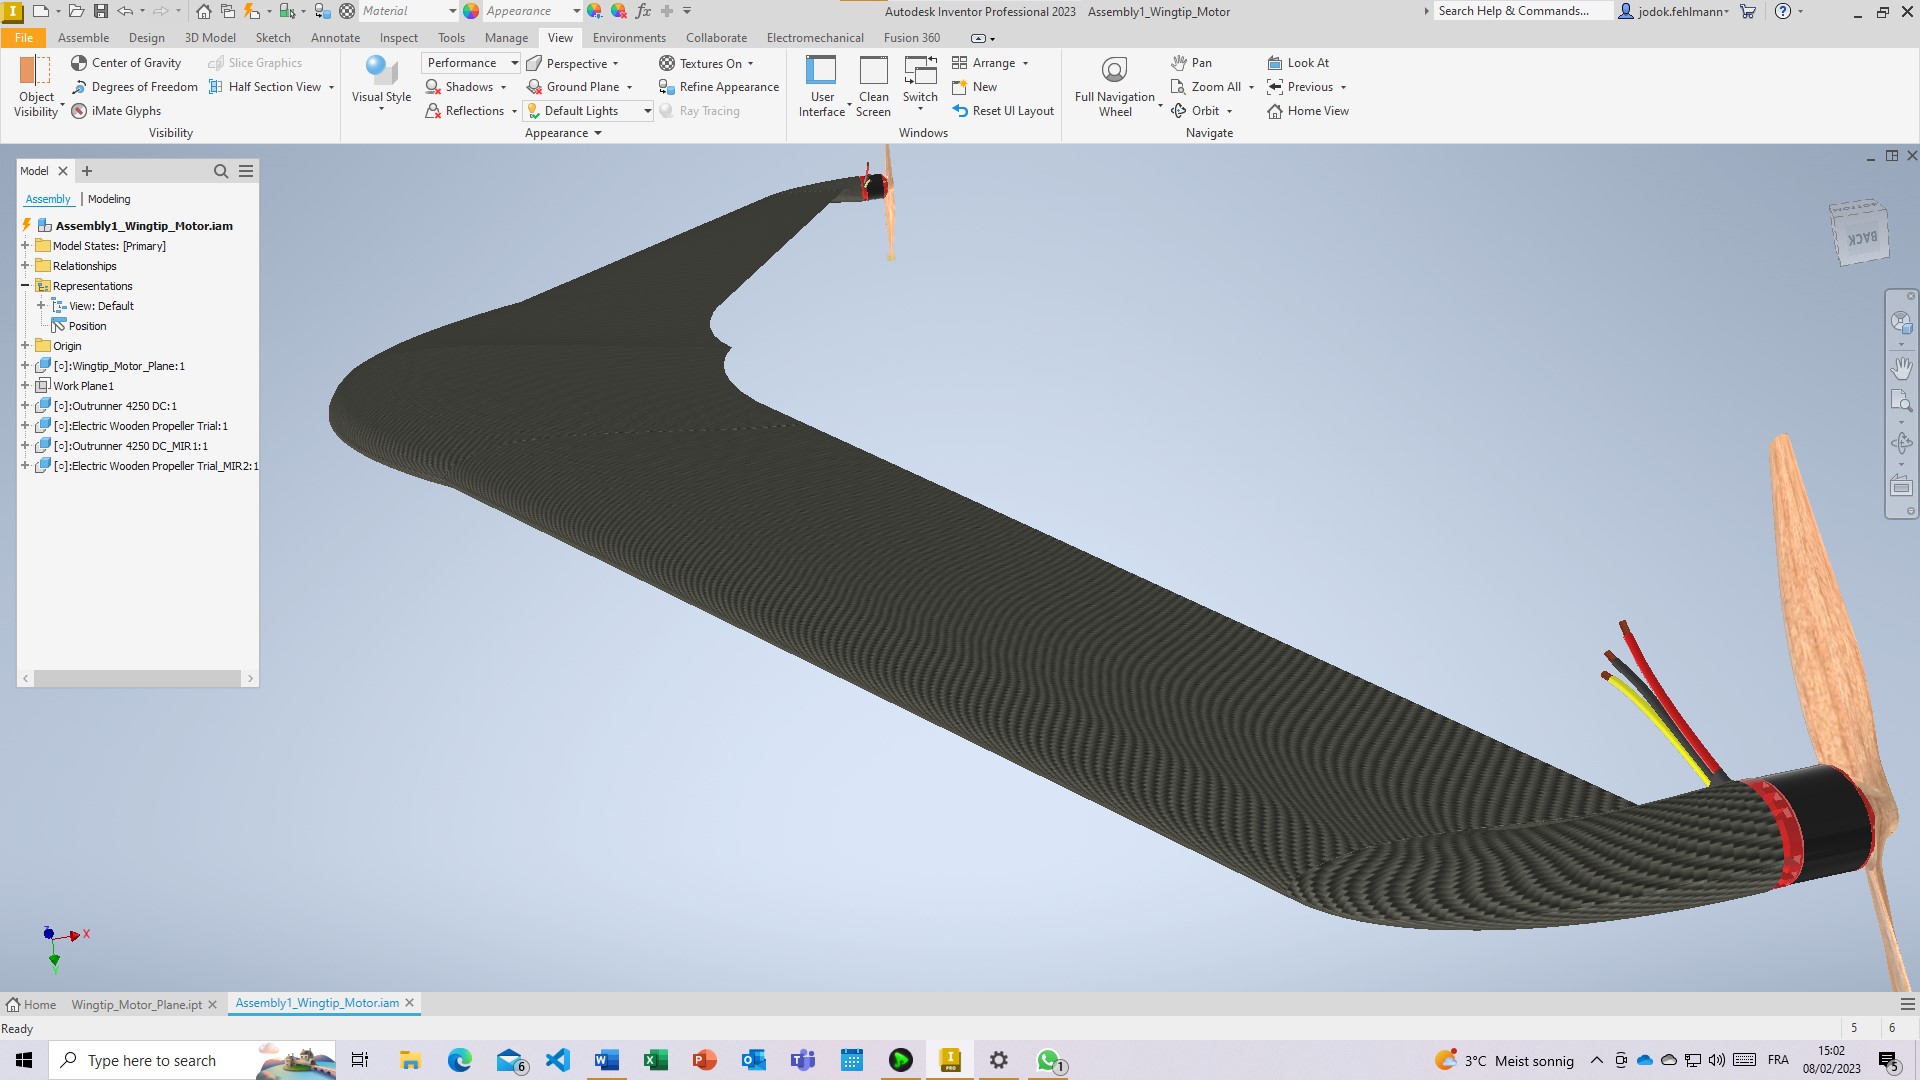 Material
Appearance
Autodesk Inventor Professional 2023 Assembly1_Wingtip_Motor
Search Help & Commands...
jodok.fehlmann
File Assemble Design 3D Model Sketch Annotate Inspect Tools Manage View Environments Collaborate Electromechanical Fusion 360
Object Visibility
Center of Gravity
Degrees of Freedom
iMate Glyphs
Slice Graphics
Half Section View
Visibility
Visual Style
Performance
Shadows
Reflections
Perspective
Ground Plane
Default Lights
Textures On
Refine Appearance
Ray Tracing
Appearance
User Interface
Clean Screen
Switch
Arrange
New
Reset UI Layout
Windows
Full Navigation Wheel
Pan
Zoom All
Orbit
Look At
Previous
Home View
Navigate
Model
Assembly | Modeling
Assembly1_Wingtip_Motor.iam
Model States: [Primary]
Relationships
Representations
View: Default
Position
Origin
[○]:Wingtip_Motor_Plane:1
Work Plane1
[○]:Outrunner 4250 DC:1
[○]:Electric Wooden Propeller Trial:1
[○]:Outrunner 4250 DC_MIR1:1
[○]:Electric Wooden Propeller Trial_MIR2:1
BOTTOM
BACK
Z
X
Y
Home
Wingtip_Motor_Plane.ipt
Assembly1_Wingtip_Motor.iam
Ready
5 6
Type here to search
6
1
3°C Meist sonnig
FRA
15:02
08/02/2023
5